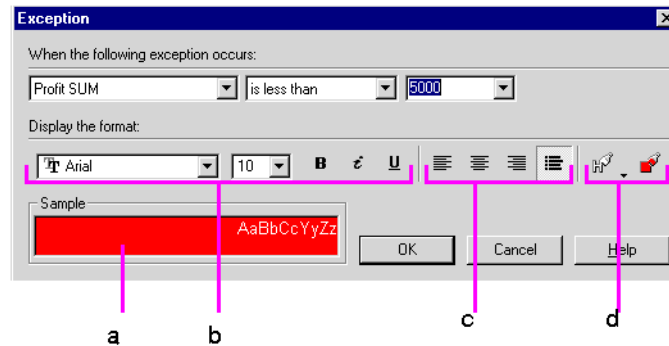 Exception
When the following exception occurs:
Profit SUM is less than 5000
Display the format:
Arial 10 B i U
Sample
AaBbCcYyZz
OK Cancel Help
a b c d